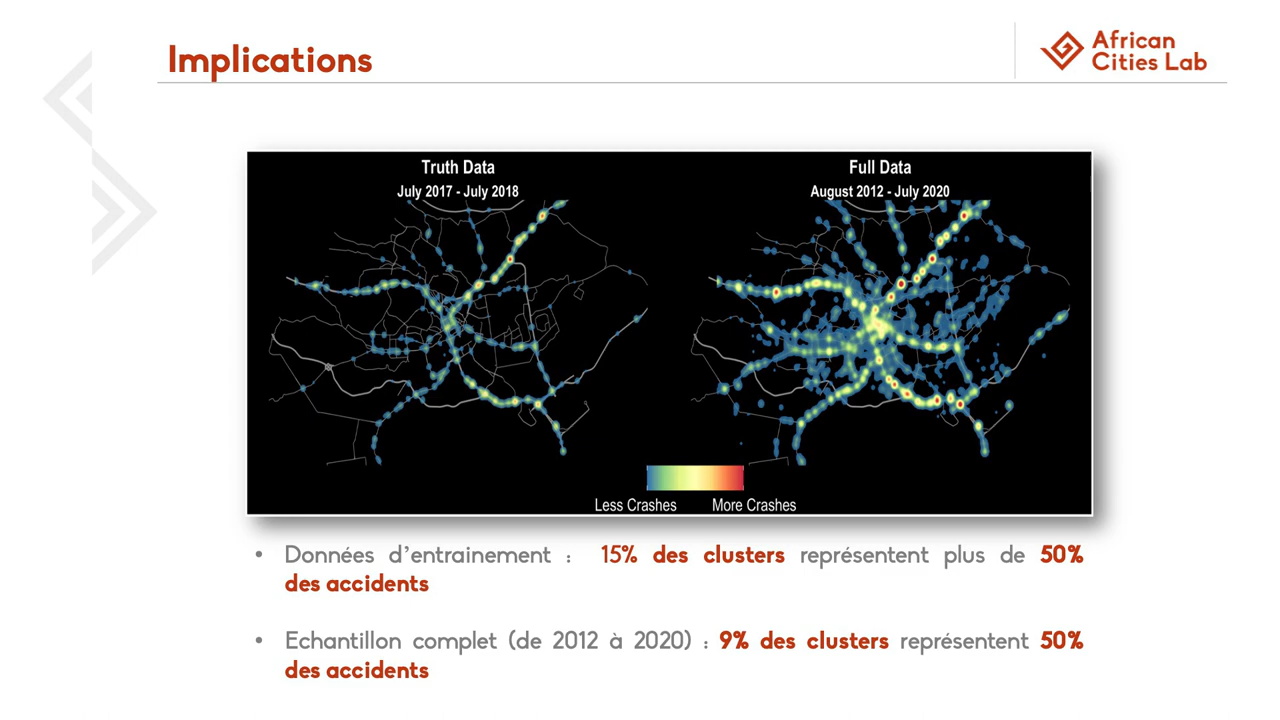 Implications
African
Cities Lab
Truth Data
July 2017 - July 2018
Full Data
August 2012 - July 2020
Less Crashes
More Crashes
• Données d’entrainement : 15% des clusters représentent plus de 50%
des accidents
• Echantillon complet (de 2012 à 2020) : 9% des clusters représentent 50%
des accidents